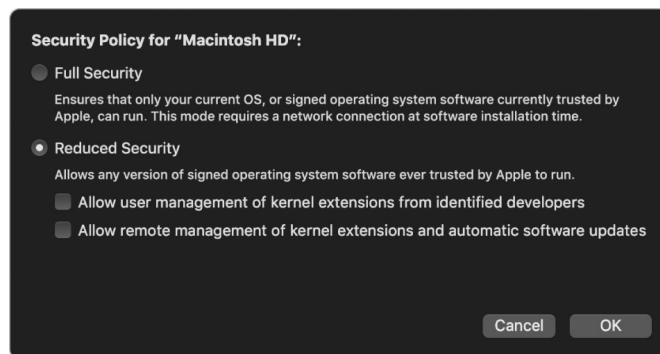 Security Policy for “Macintosh HD”:
Full Security
Ensures that only your current OS, or signed operating system software currently trusted by
Apple, can run. This mode requires a network connection at software installation time.
Reduced Security
Allows any version of signed operating system software ever trusted by Apple to run.
Allow user management of kernel extensions from identified developers
Allow remote management of kernel extensions and automatic software updates
Cancel
OK